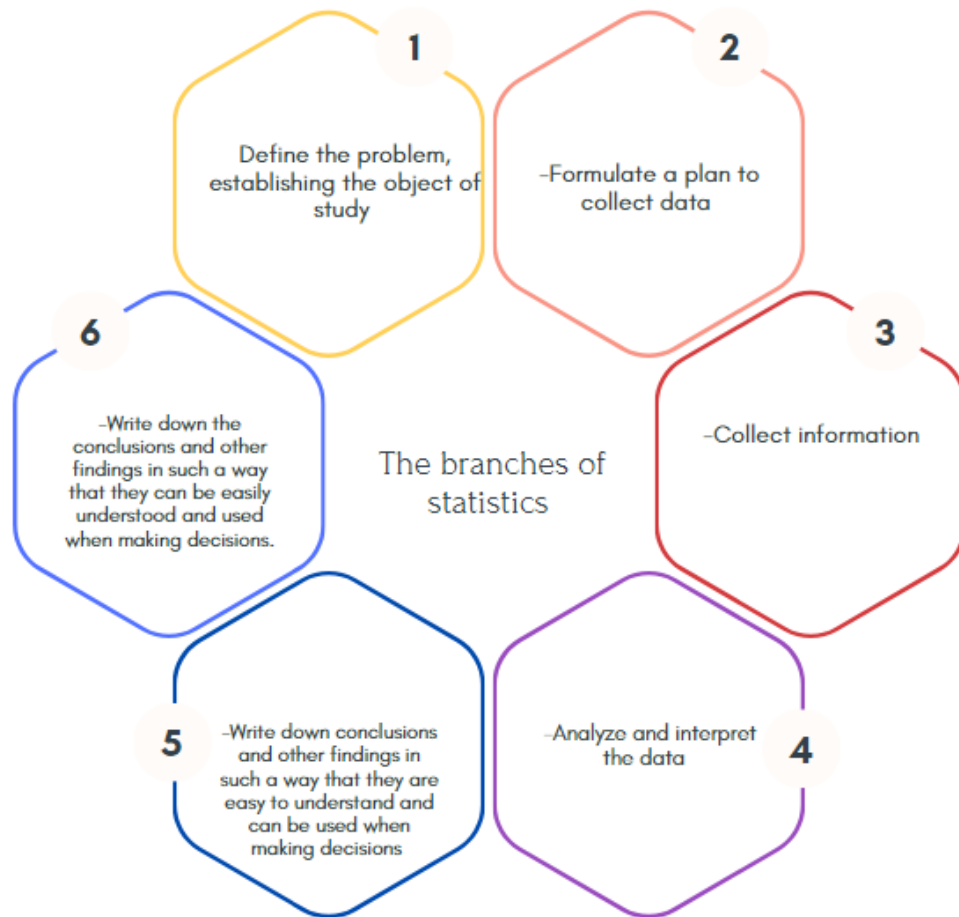 1
Define the problem,
establishing the object of
study
2
-Formulate a plan to
collect data
3
-Collect information
4
-Analyze and interpret
the data
5
-Write down conclusions
and other findings in
such a way that they are
easy to understand and
can be used when
making decisions
6
-Write down the
conclusions and other
findings in such a way
that they can be easily
understood and used
when making decisions.
The branches of
statistics